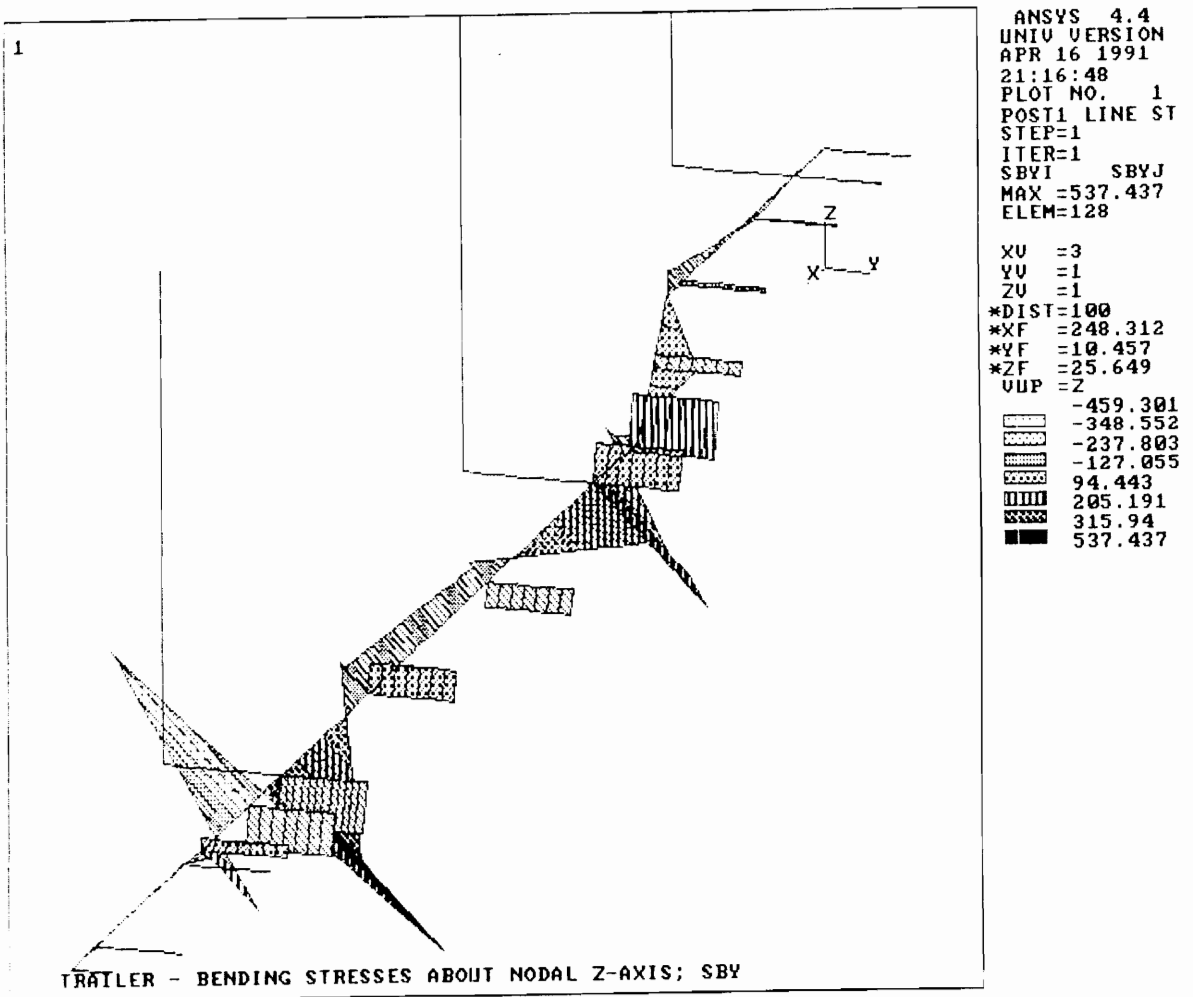 1
ANSYS 4.4
UNIV VERSION
APR 16 1991
21:16:48
PLOT NO. 1
POST1 LINE ST
STEP=1
ITER=1
SBYI SBYJ
MAX =537.437
ELEM=128
XV =3
YV =1
ZV =1
*DIST=100
*XF =248.312
*YF =10.457
*ZF =25.649
VUP =Z
-459.301
-348.552
-237.803
-127.055
94.443
205.191
315.94
537.437
Z
X Y
TRAILER - BENDING STRESSES ABOUT NODAL Z-AXIS; SBY